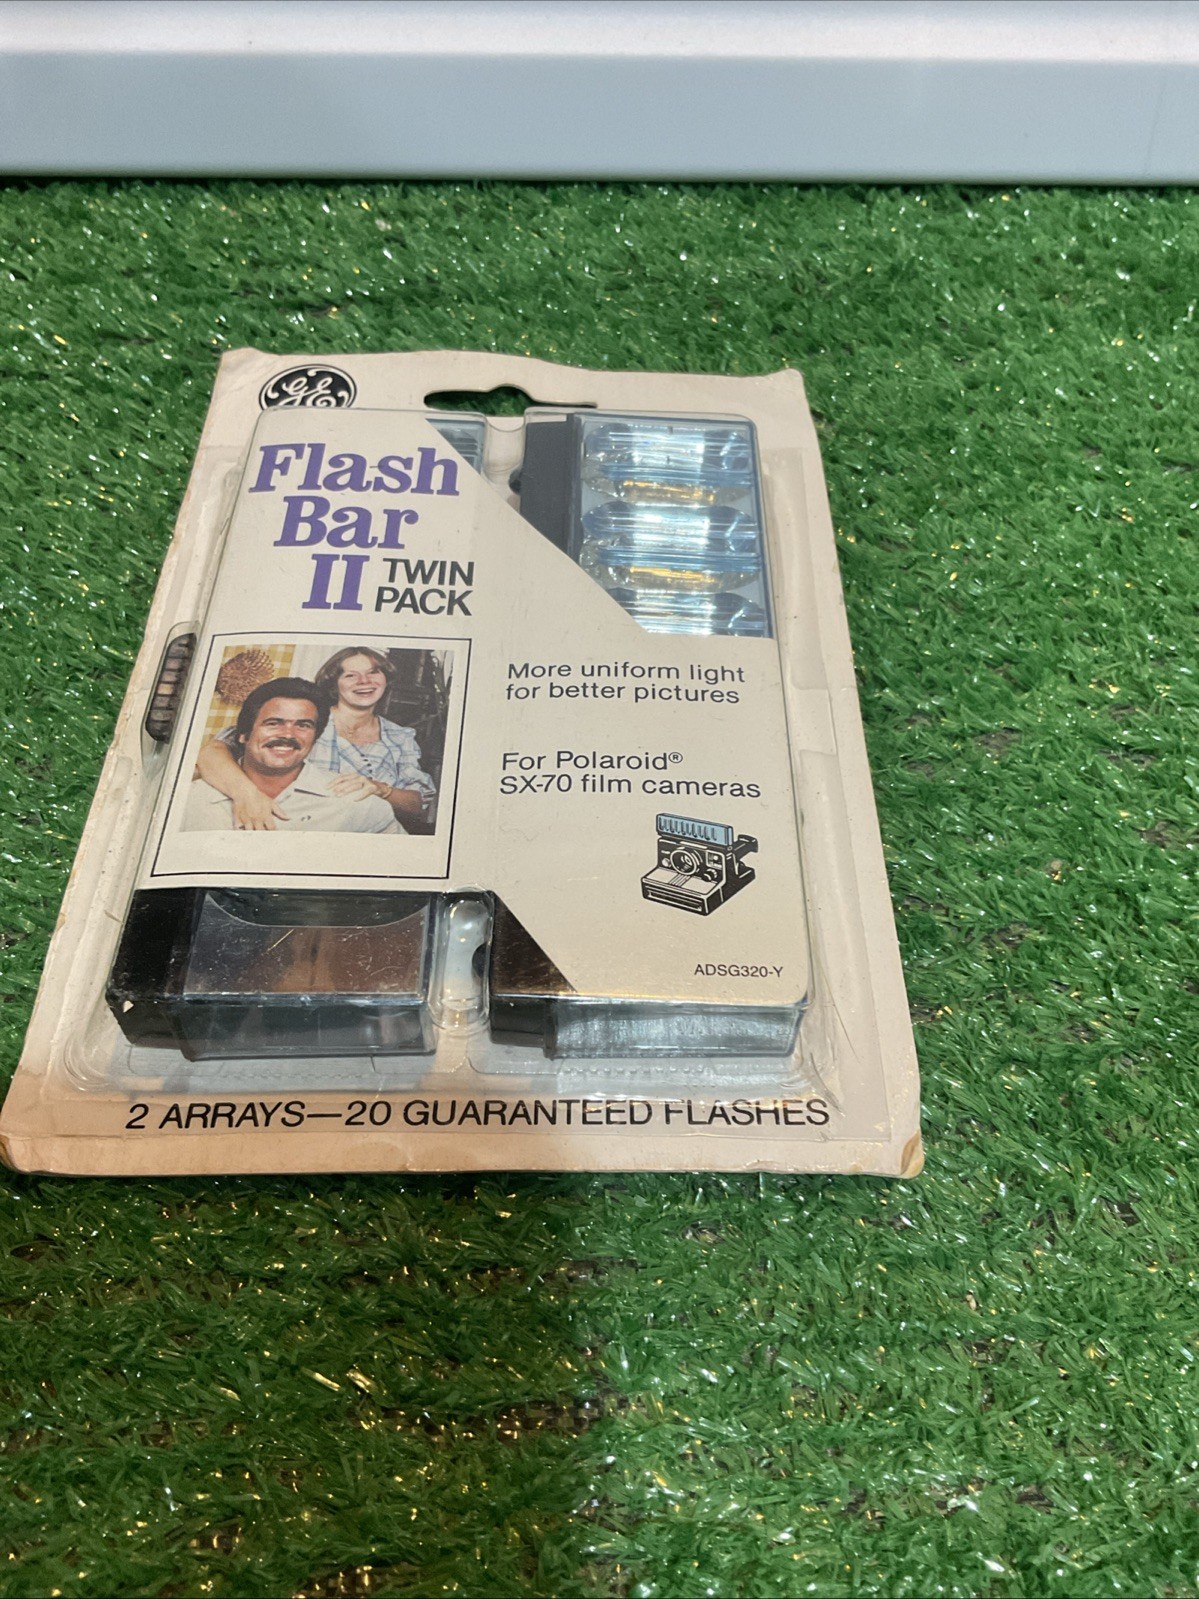 GE
Flash
Bar
II TWIN
PACK
More uniform light
for better pictures
For Polaroid®
SX-70 film cameras
ADSG320-Y
2 ARRAYS—20 GUARANTEED FLASHES